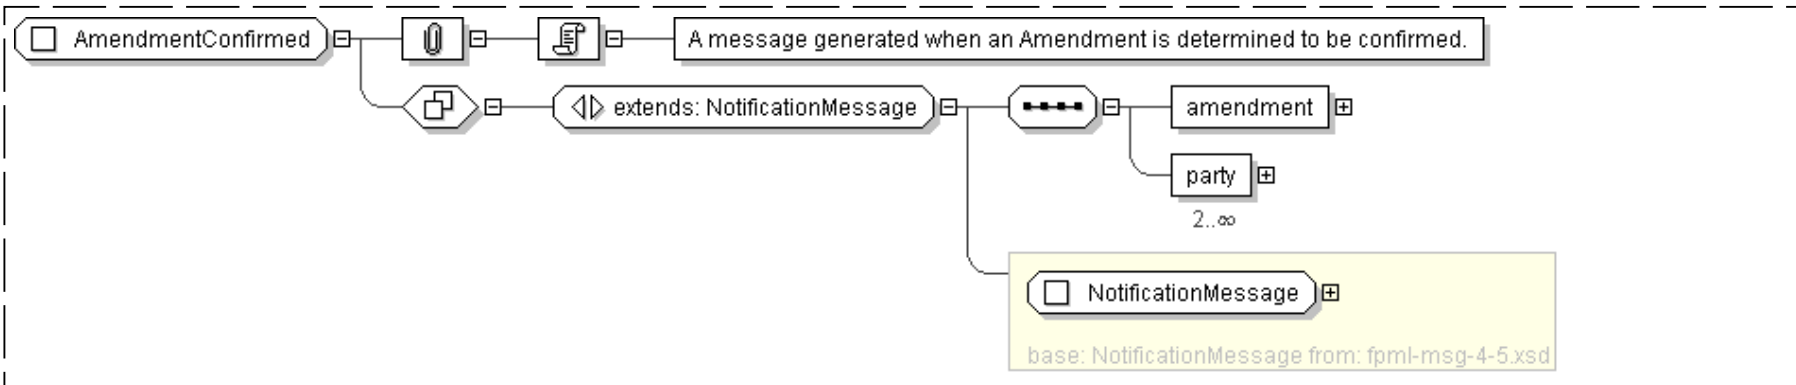 AmendmentConfirmed
A message generated when an Amendment is determined to be confirmed.
extends: NotificationMessage
amendment
party
2..∞
NotificationMessage
base: NotificationMessage from: fpml-msg-4-5.xsd